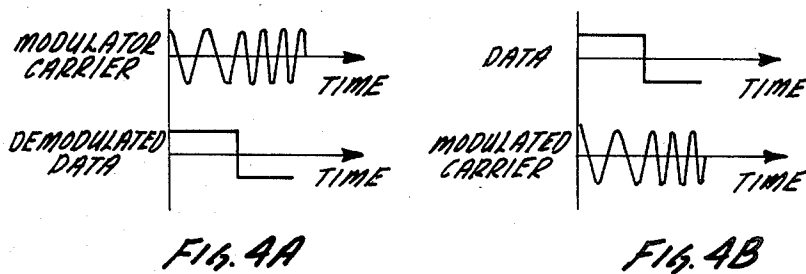 MODULATOR
CARRIER
TIME
DEMODULATED
DATA
TIME
FIG. 4A
DATA
TIME
MODULATED
CARRIER
TIME
FIG. 4B